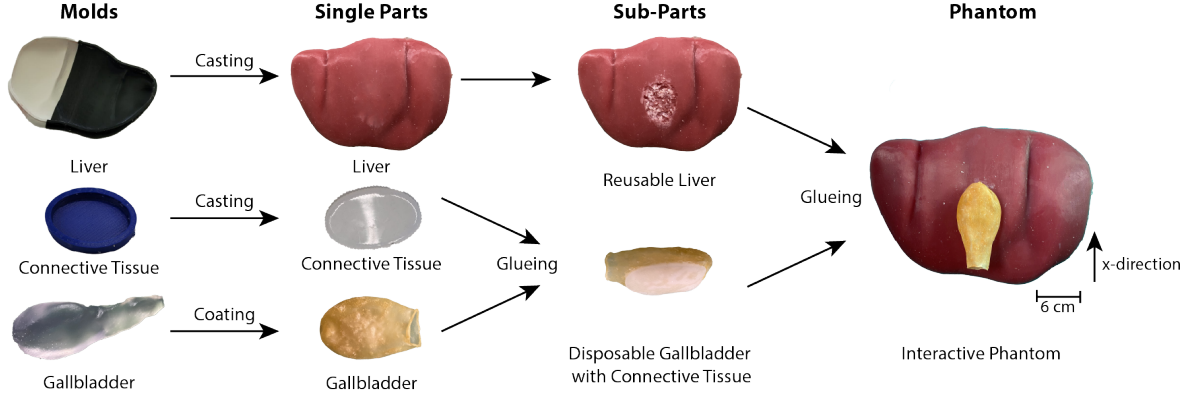 Molds
Single Parts
Sub-Parts
Phantom
Casting
Liver
Liver
Reusable Liver
Casting
Glueing
Connective Tissue
Connective Tissue
Glueing
x-direction
6 cm
Coating
Gallbladder
Gallbladder
Disposable Gallbladder
with Connective Tissue
Interactive Phantom